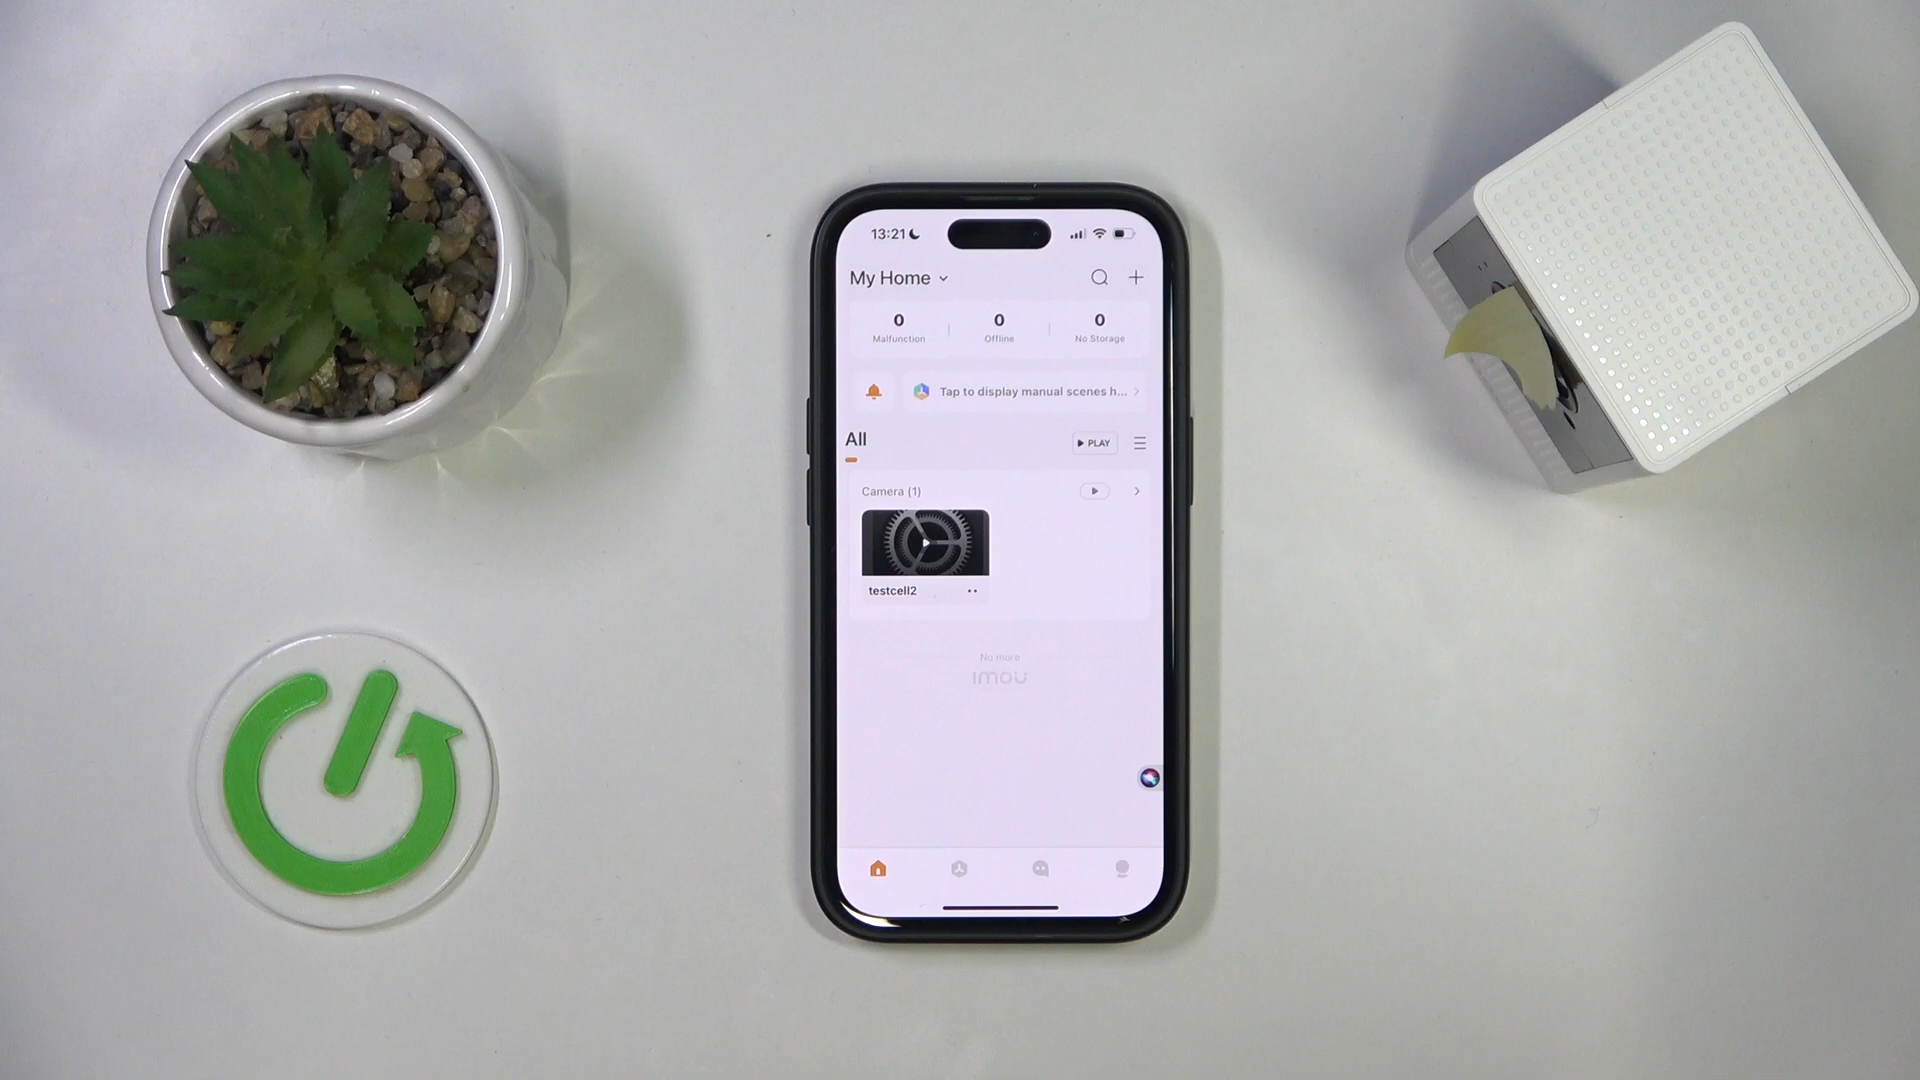 13:21
My Home
0 0 0
Malfunction Offline No Storage
Tap to display manual scenes h...
All
PLAY
Camera (1)
testcell2
No more
imou